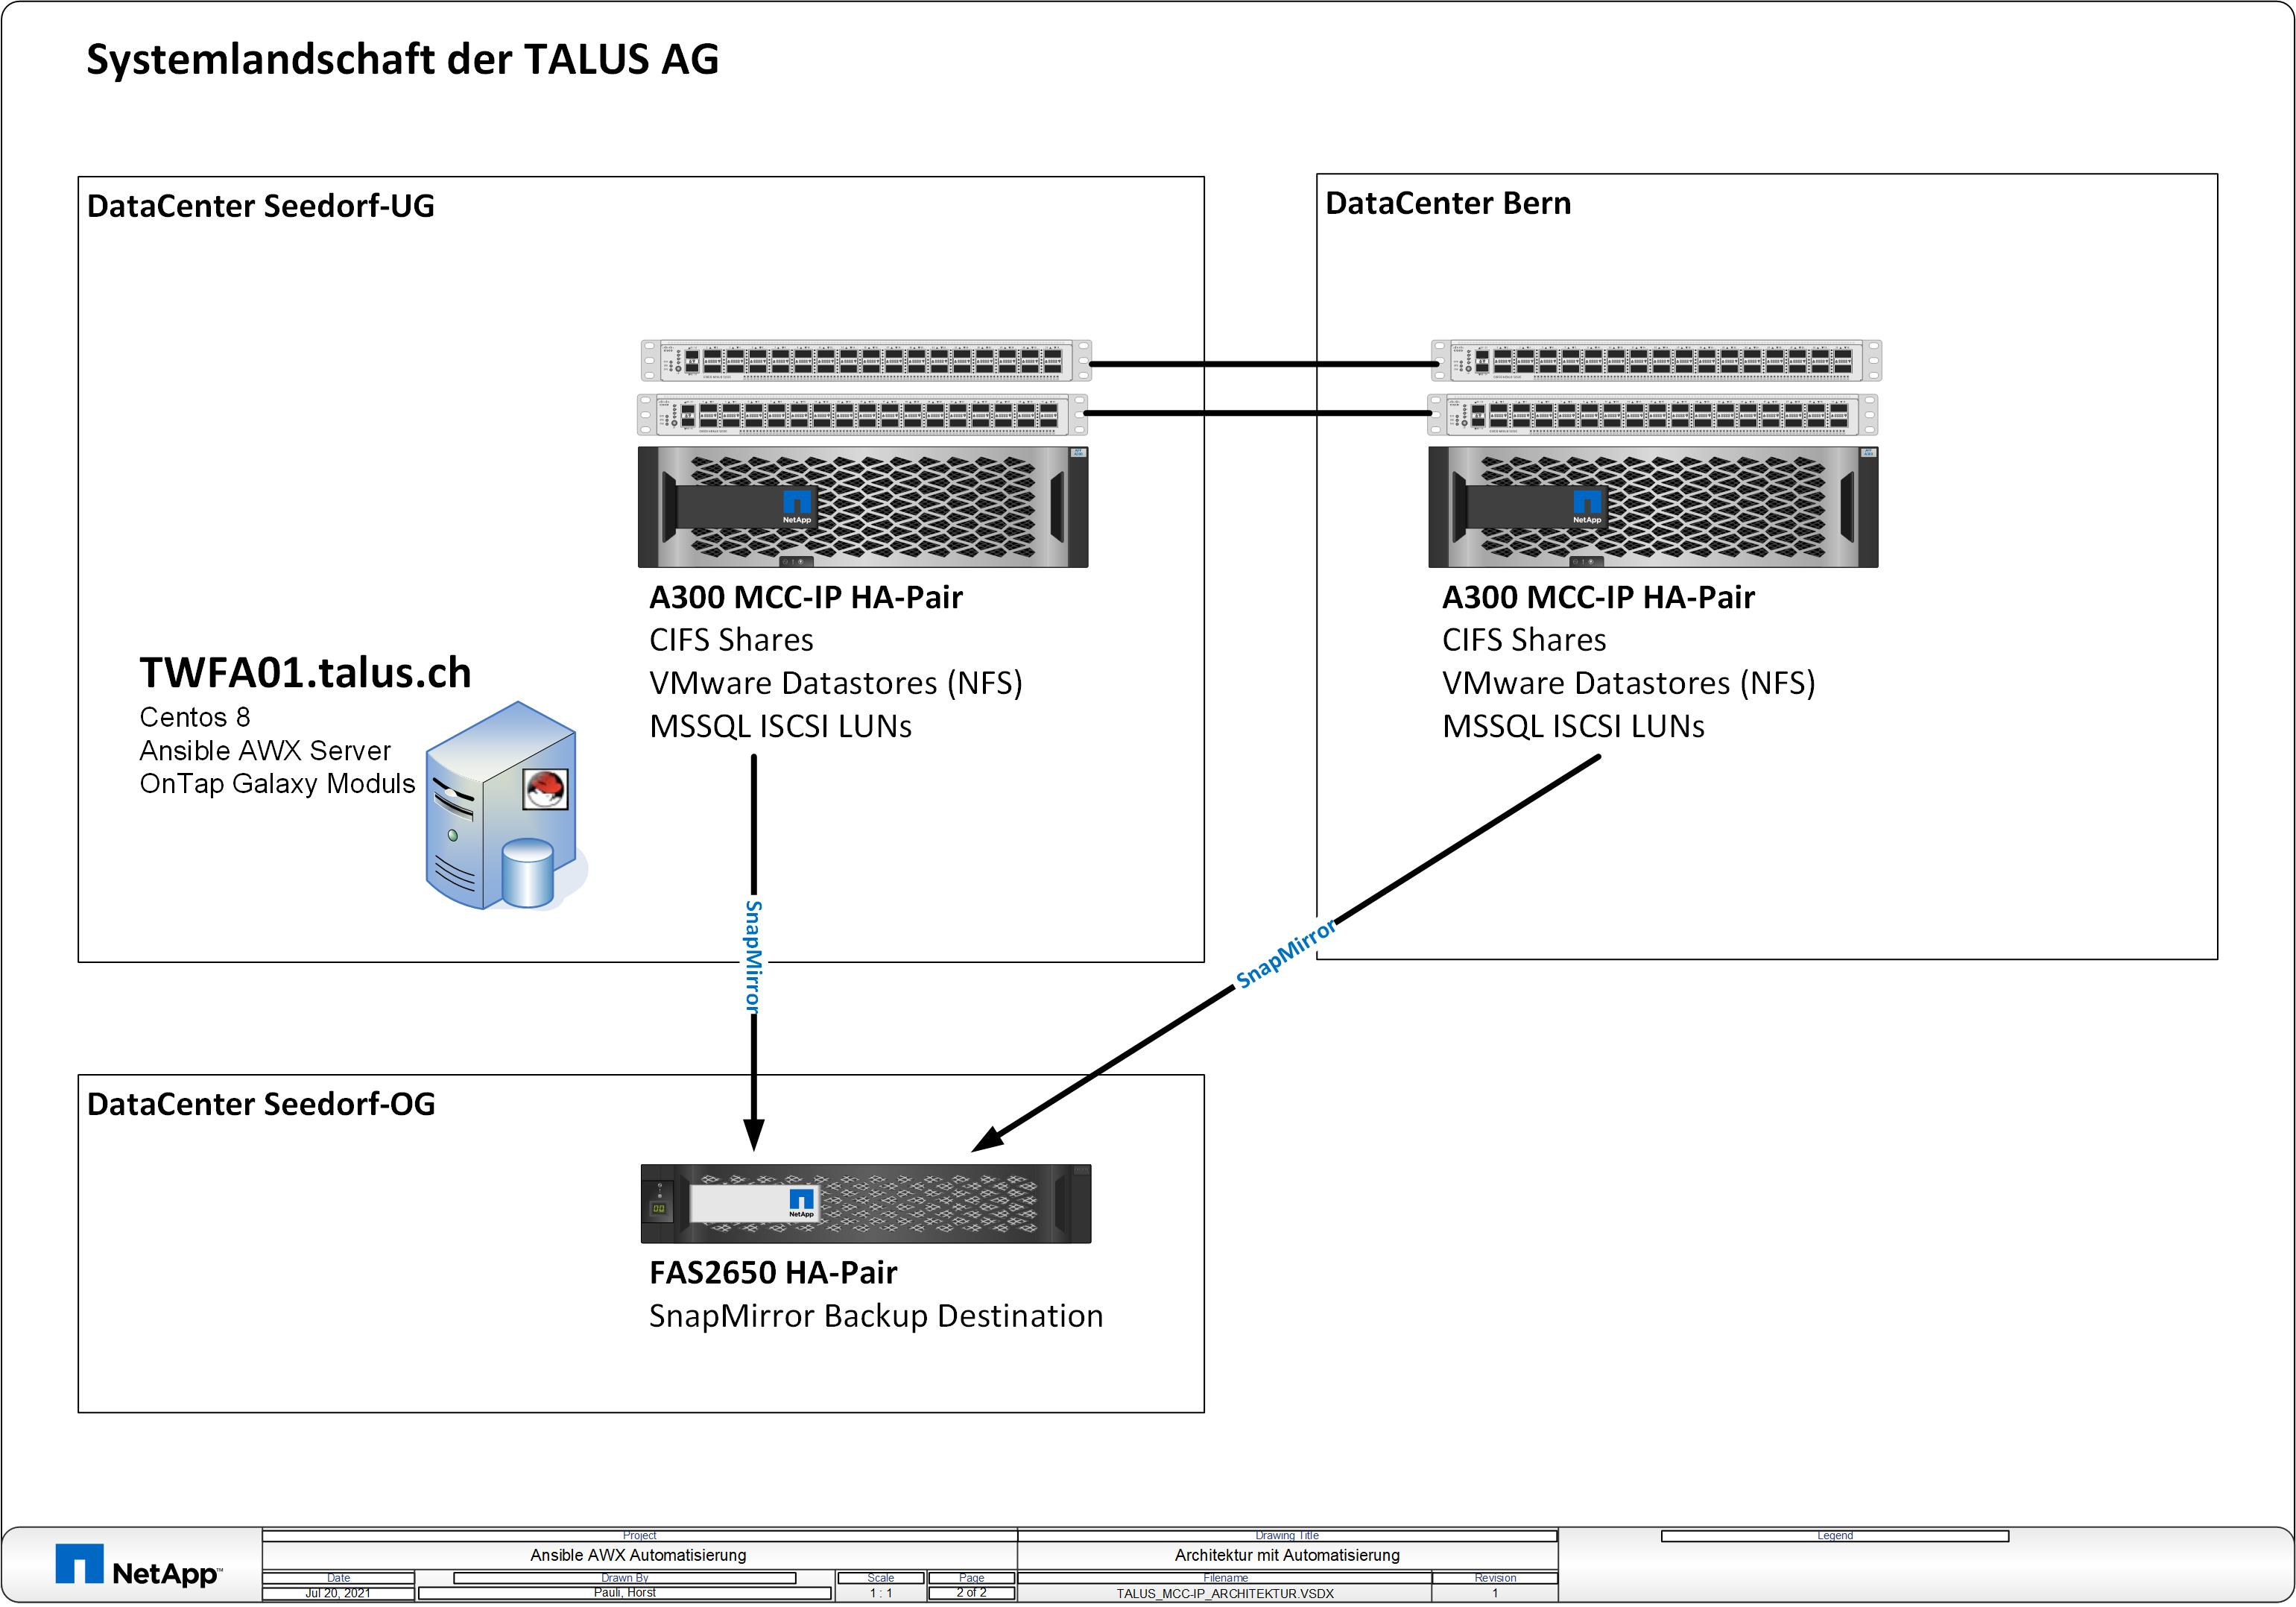 Systemlandschaft der TALUS AG
DataCenter Seedorf-UG
DataCenter Bern
NetApp
NetApp
A300 MCC-IP HA-Pair
CIFS Shares
VMware Datastores (NFS)
MSSQL ISCSI LUNs
A300 MCC-IP HA-Pair
CIFS Shares
VMware Datastores (NFS)
MSSQL ISCSI LUNs
TWFA01.talus.ch
Centos 8
Ansible AWX Server
OnTap Galaxy Moduls
SnapMirror
SnapMirror
DataCenter Seedorf-OG
NetApp
FAS2650 HA-Pair
SnapMirror Backup Destination
NetApp™
Project
Ansible AWX Automatisierung
Drawing Title
Architektur mit Automatisierung
Legend
Date
Jul 20, 2021
Drawn By
Pauli, Horst
Scale
1 : 1
Page
2 of 2
Filename
TALUS_MCC-IP_ARCHITEKTUR.VSDX
Revision
1